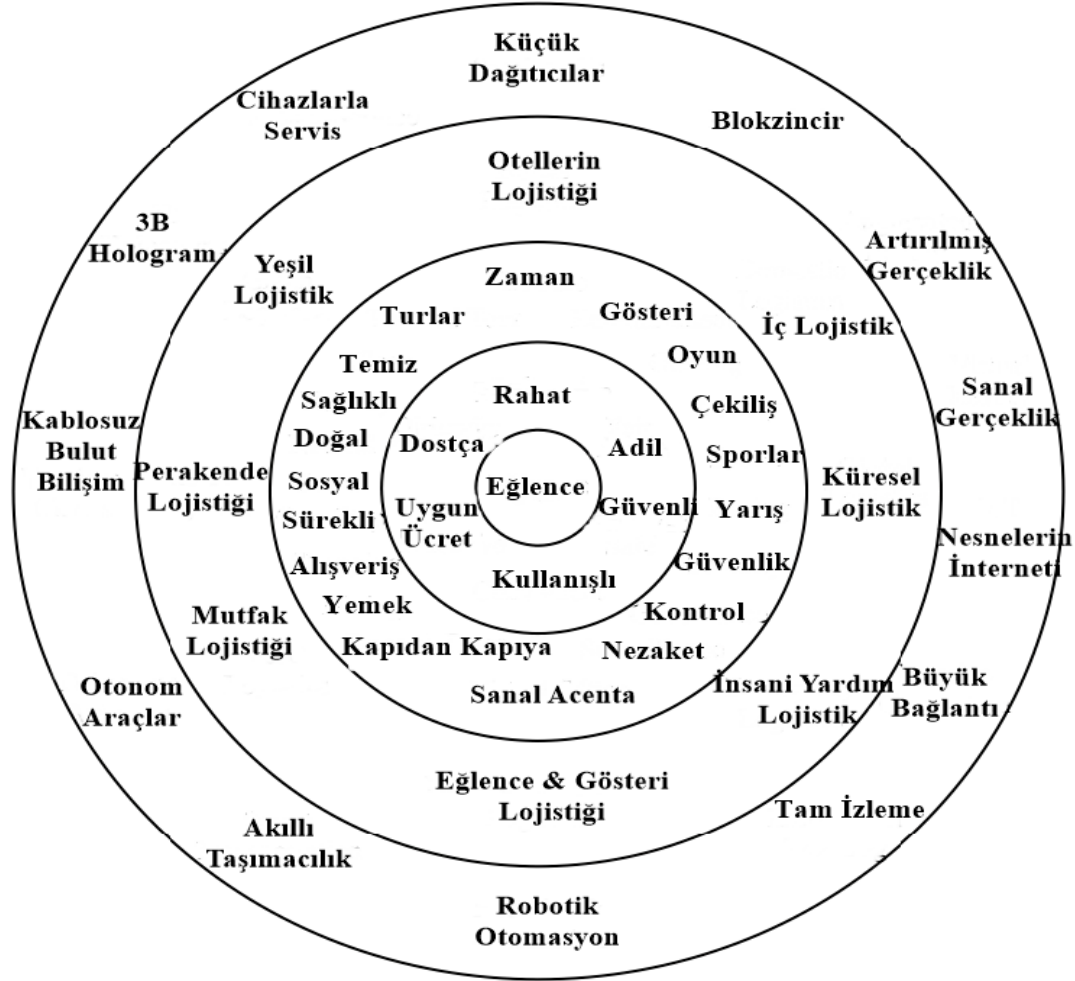 Küçük
Dağıtıcılar
Cihazlarla
Servis
Blokzincir
3B
Hologram
Artırılmış
Gerçeklik
Kablosuz
Bulut
Bilişim
Sanal
Gerçeklik
Nesnelerin
İnterneti
Otonom
Araçlar
Büyük
Bağlantı
Akıllı
Taşımacılık
Tam İzleme
Robotik
Otomasyon
Otellerin
Lojistiği
Yeşil
Lojistik
İç Lojistik
Perakende
Lojistiği
Küresel
Lojistik
Mutfak
Lojistiği
İnsani Yardım
Lojistik
Eğlence & Gösteri
Lojistiği
Zaman
Turlar
Gösteri
Temiz
Oyun
Sağlıklı
Çekiliş
Doğal
Sporlar
Sosyal
Yarış
Sürekli
Güvenlik
Alışveriş
Yemek
Kontrol
Kapıdan Kapıya
Nezaket
Sanal Acenta
Rahat
Dostça
Adil
Uygun
Ücret
Güvenli
Kullanışlı
Eğlence